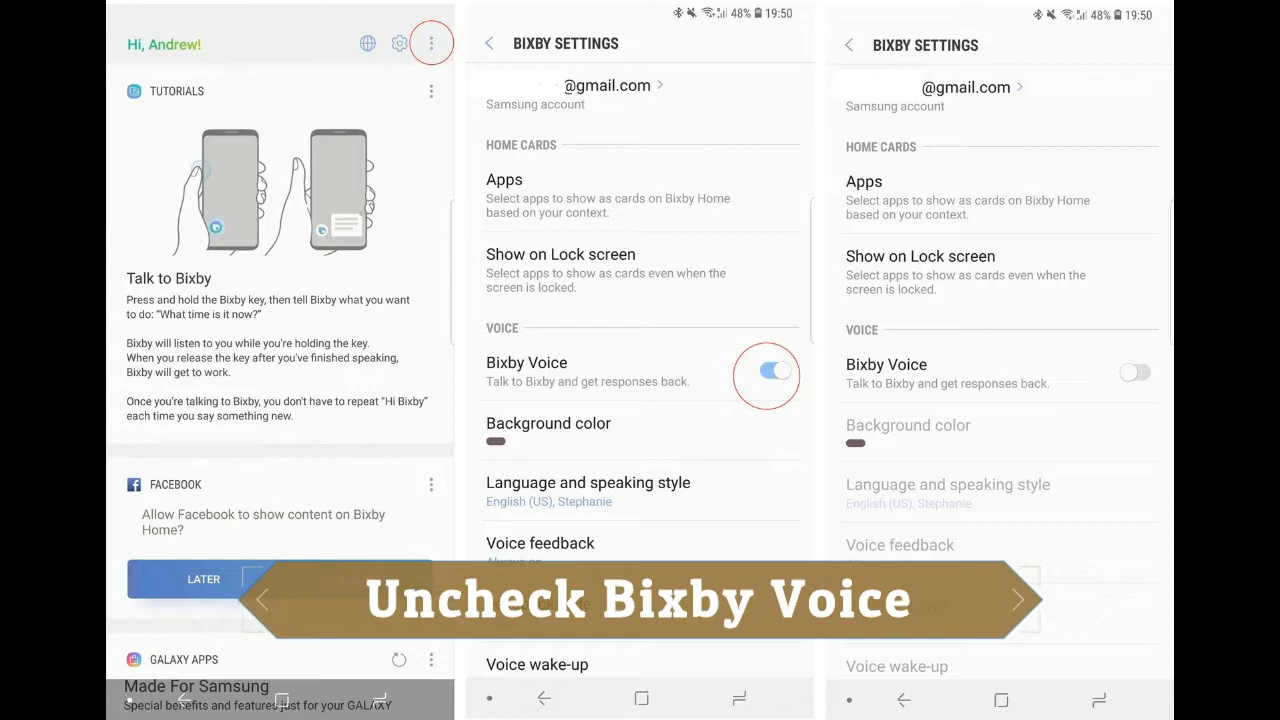 Hi, Andrew!
TUTORIALS
Talk to Bixby
Press and hold the Bixby key, then tell Bixby what you want
to do: “What time is it now?”
Bixby will listen to you while you're holding the key.
When you release the key after you've finished speaking,
Bixby will get to work.
Once you're talking to Bixby, you don't have to repeat “Hi Bixby”
each time you say something new.
FACEBOOK
Allow Facebook to show content on Bixby
Home?
LATER
GALAXY APPS
Made For Samsung
Special benefits and features just for your GALAXY
48% 19:50
BIXBY SETTINGS
@gmail.com
Samsung account
HOME CARDS
Apps
Select apps to show as cards on Bixby Home
based on your context.
Show on Lock screen
Select apps to show as cards even when the
screen is locked.
VOICE
Bixby Voice
Talk to Bixby and get responses back.
Background color
Language and speaking style
English (US), Stephanie
Voice feedback
Voice wake-up
48% 19:50
BIXBY SETTINGS
@gmail.com
Samsung account
HOME CARDS
Apps
Select apps to show as cards on Bixby Home
based on your context.
Show on Lock screen
Select apps to show as cards even when the
screen is locked.
VOICE
Bixby Voice
Talk to Bixby and get responses back.
Background color
Language and speaking style
English (US), Stephanie
Voice feedback
Voice wake-up
Uncheck Bixby Voice